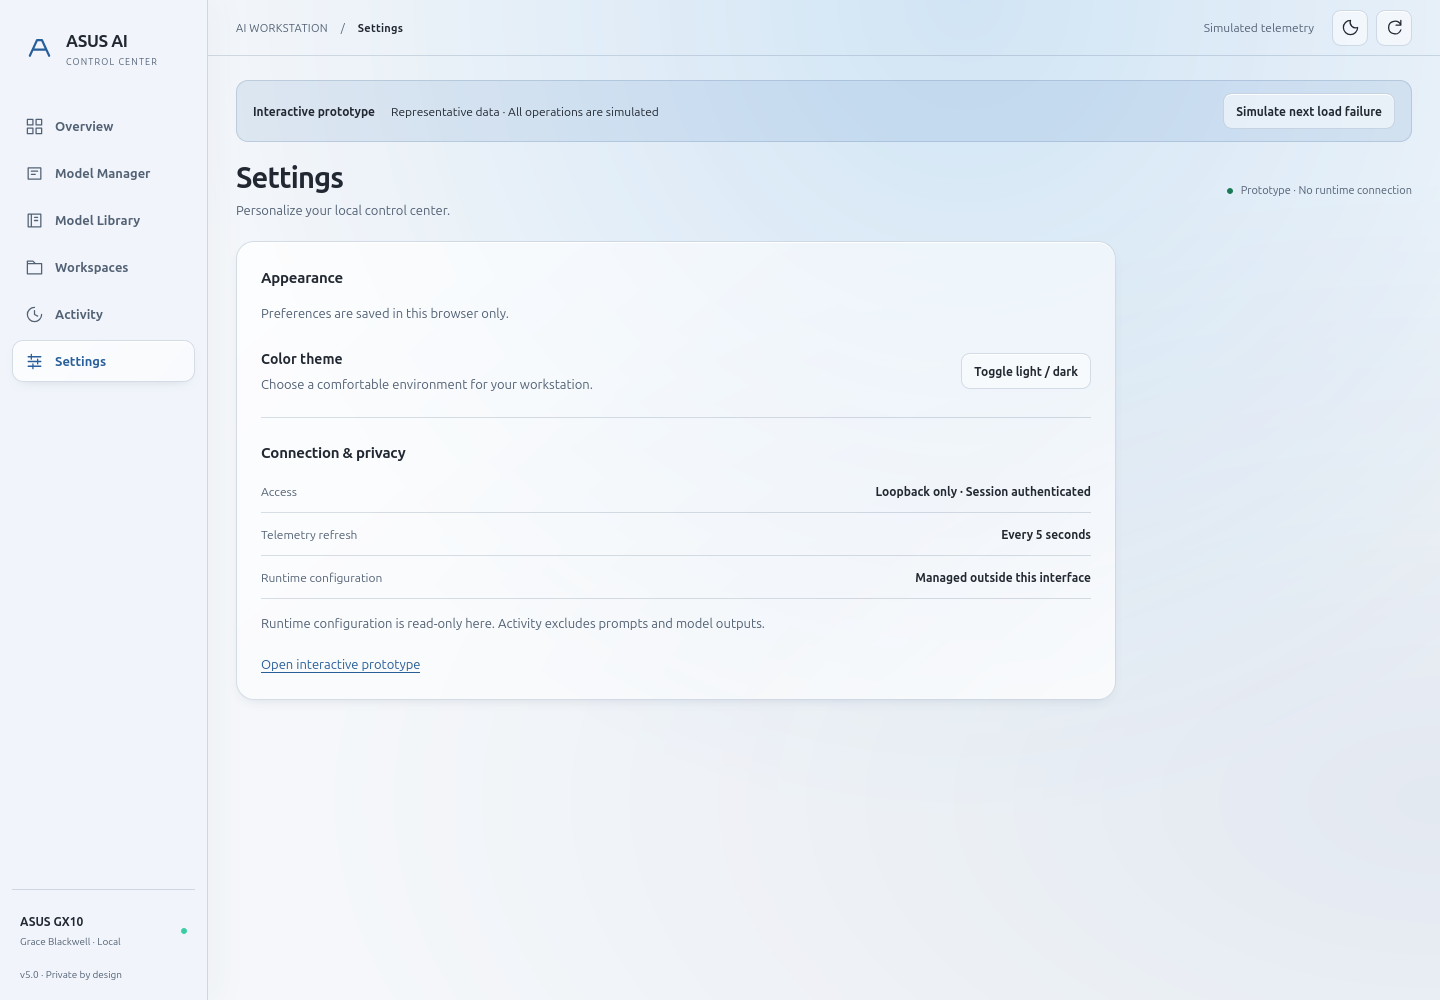 ASUS AI
CONTROL CENTER
Overview
Model Manager
Model Library
Workspaces
Activity
Settings
ASUS GX10
Grace Blackwell · Local
v5.0 · Private by design
AI WORKSTATION / Settings
Simulated telemetry
Interactive prototype Representative data · All operations are simulated
Simulate next load failure
Settings
Personalize your local control center.
Prototype · No runtime connection
Appearance
Preferences are saved in this browser only.
Color theme
Choose a comfortable environment for your workstation.
Toggle light / dark
Connection & privacy
Access Loopback only · Session authenticated
Telemetry refresh Every 5 seconds
Runtime configuration Managed outside this interface
Runtime configuration is read-only here. Activity excludes prompts and model outputs.
Open interactive prototype